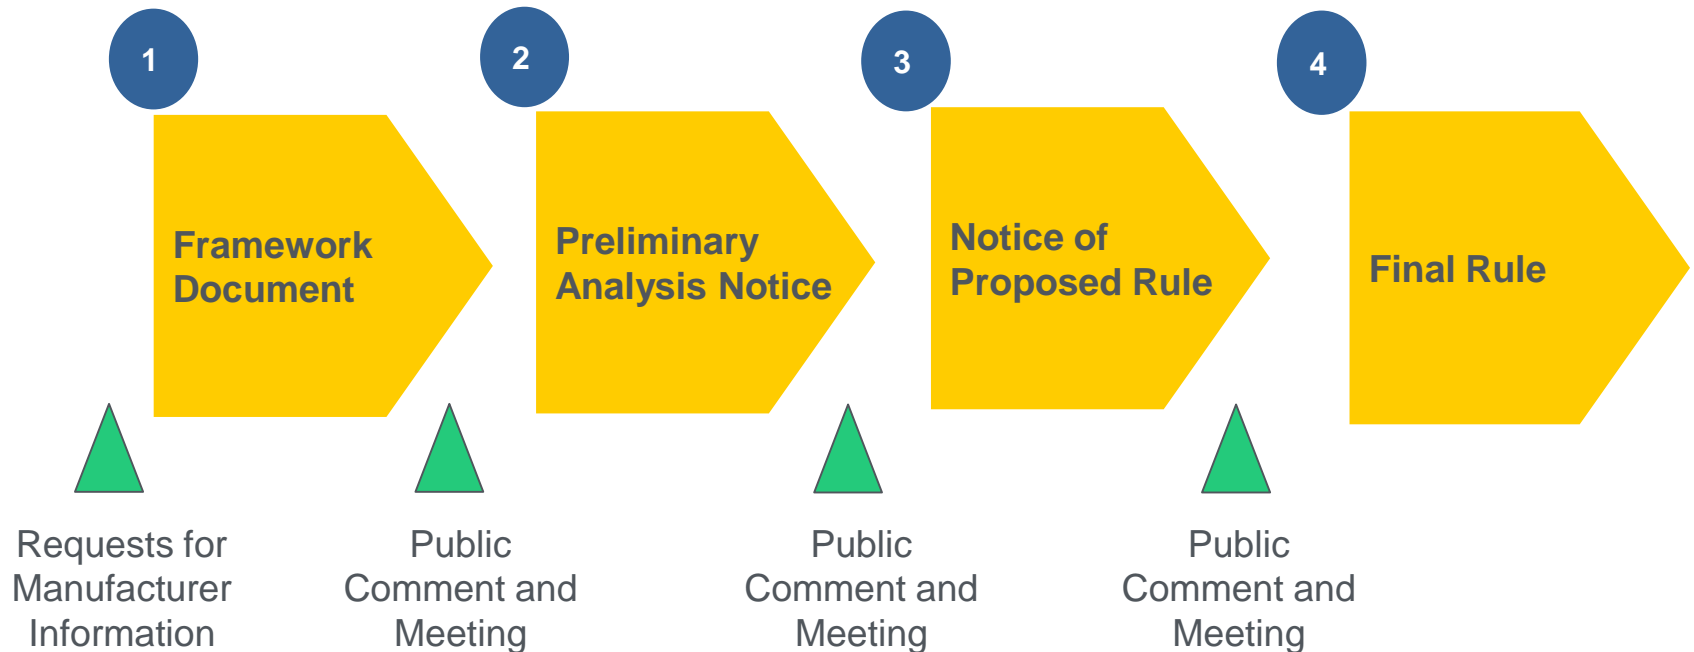 1
Framework
Document
2
Preliminary
Analysis Notice
3
Notice of
Proposed Rule
4
Final Rule
Requests for
Manufacturer
Information
Public
Comment and
Meeting
Public
Comment and
Meeting
Public
Comment and
Meeting